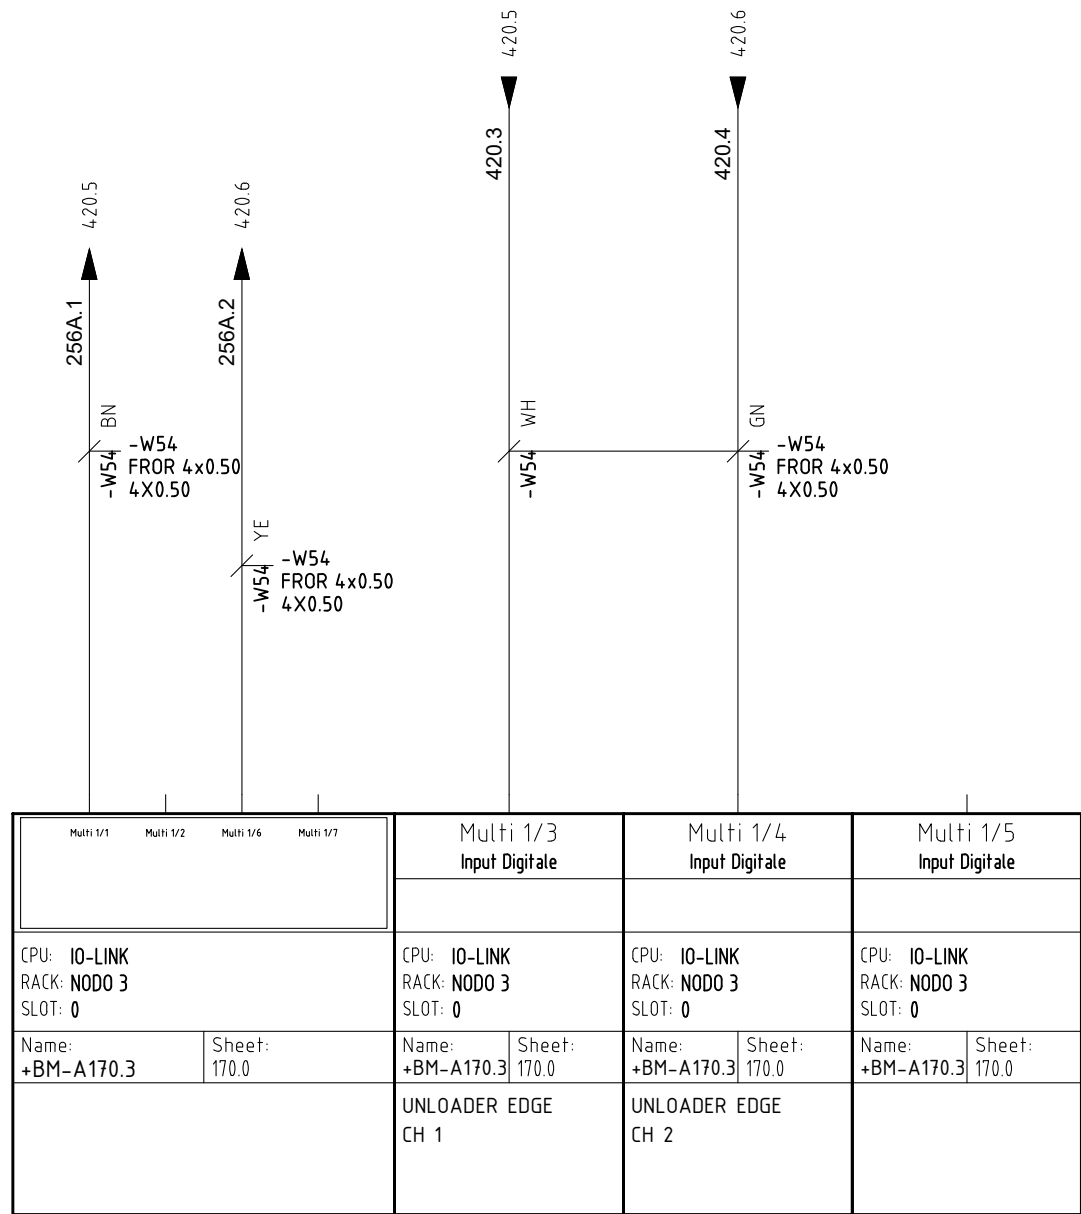 420.5
420.6
420.3
420.4
420.5
420.6
256A.1
256A.2
BN
WH
GN
-W54
-W54
FROR 4x0.50
4X0.50
-W54
-W54
-W54
FROR 4x0.50
4X0.50
YE
-W54
-W54
FROR 4x0.50
4X0.50
Multi 1/1 Multi 1/2 Multi 1/6 Multi 1/7
Multi 1/3
Input Digitale
Multi 1/4
Input Digitale
Multi 1/5
Input Digitale
CPU: IO-LINK
RACK: NODO 3
SLOT: 0
CPU: IO-LINK
RACK: NODO 3
SLOT: 0
CPU: IO-LINK
RACK: NODO 3
SLOT: 0
CPU: IO-LINK
RACK: NODO 3
SLOT: 0
Name:
+BM-A170.3
Sheet:
170.0
Name:
+BM-A170.3
Sheet:
170.0
Name:
+BM-A170.3
Sheet:
170.0
Name:
+BM-A170.3
Sheet:
170.0
UNLOADER EDGE
CH 1
UNLOADER EDGE
CH 2